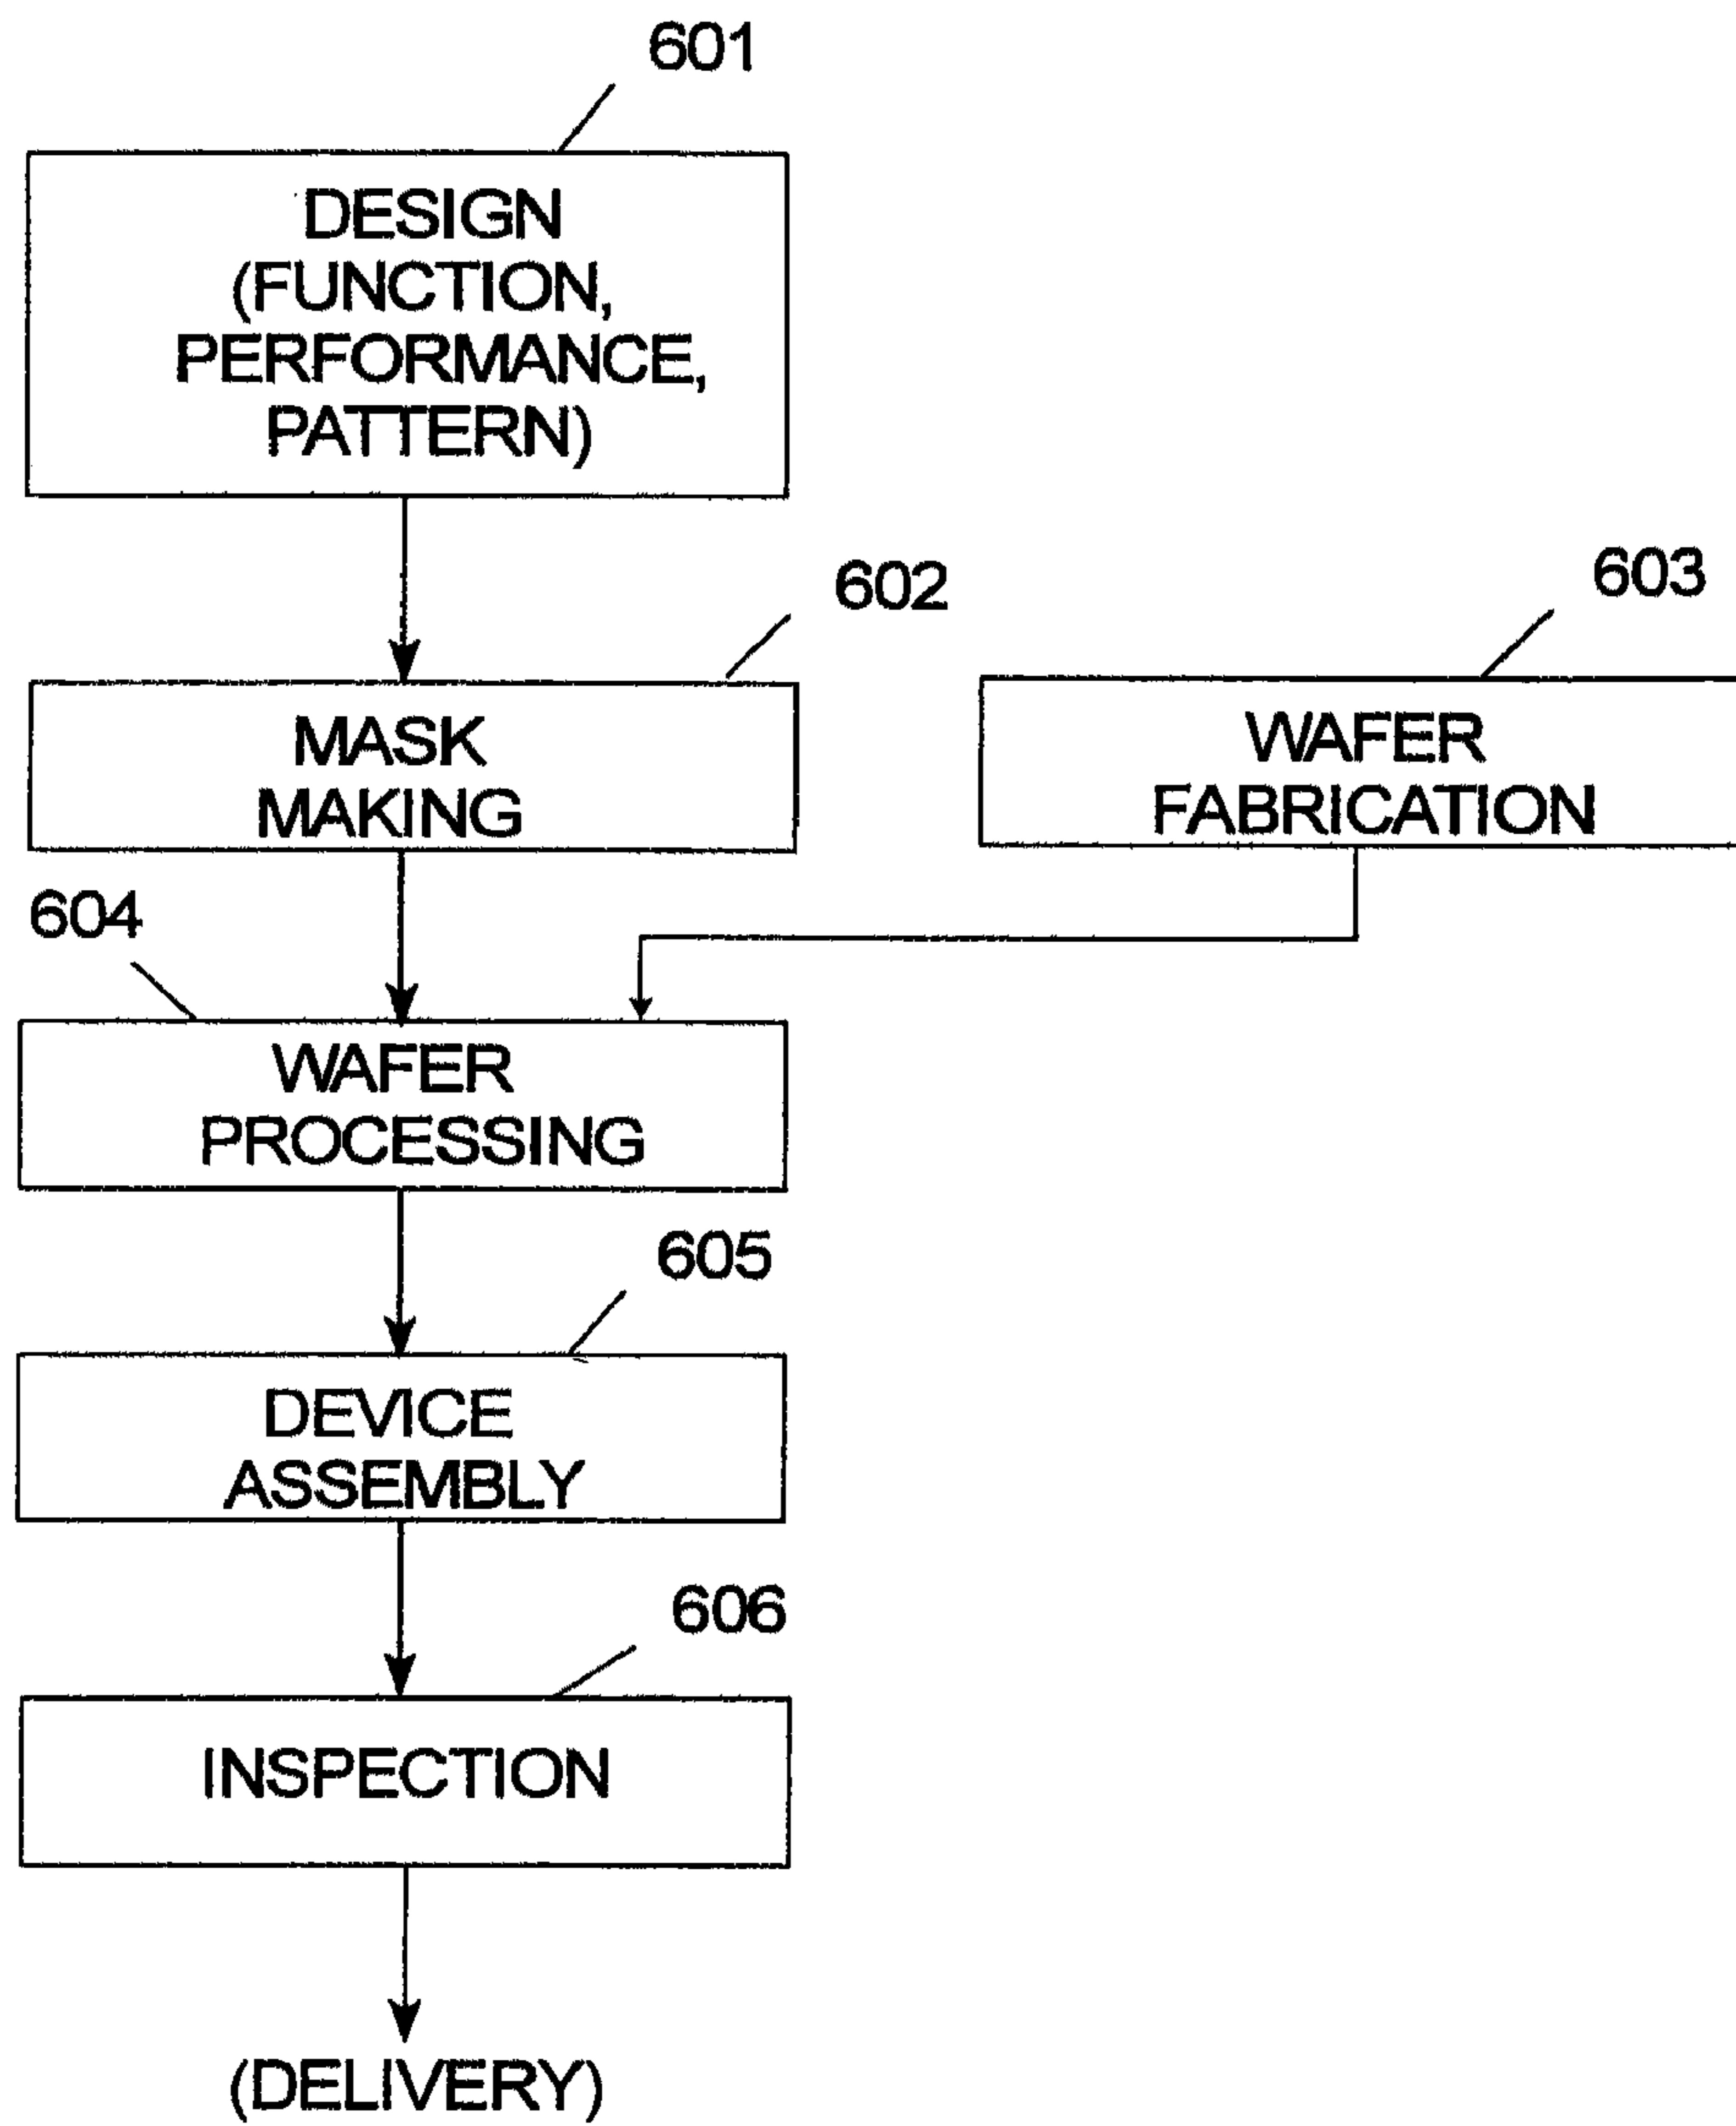 601
DESIGN
(FUNCTION,
PERFORMANCE,
PATTERN)
602
603
MASK
MAKING
WAFER
FABRICATION
604
WAFER
PROCESSING
605
DEVICE
ASSEMBLY
606
INSPECTION
(DELIVERY)